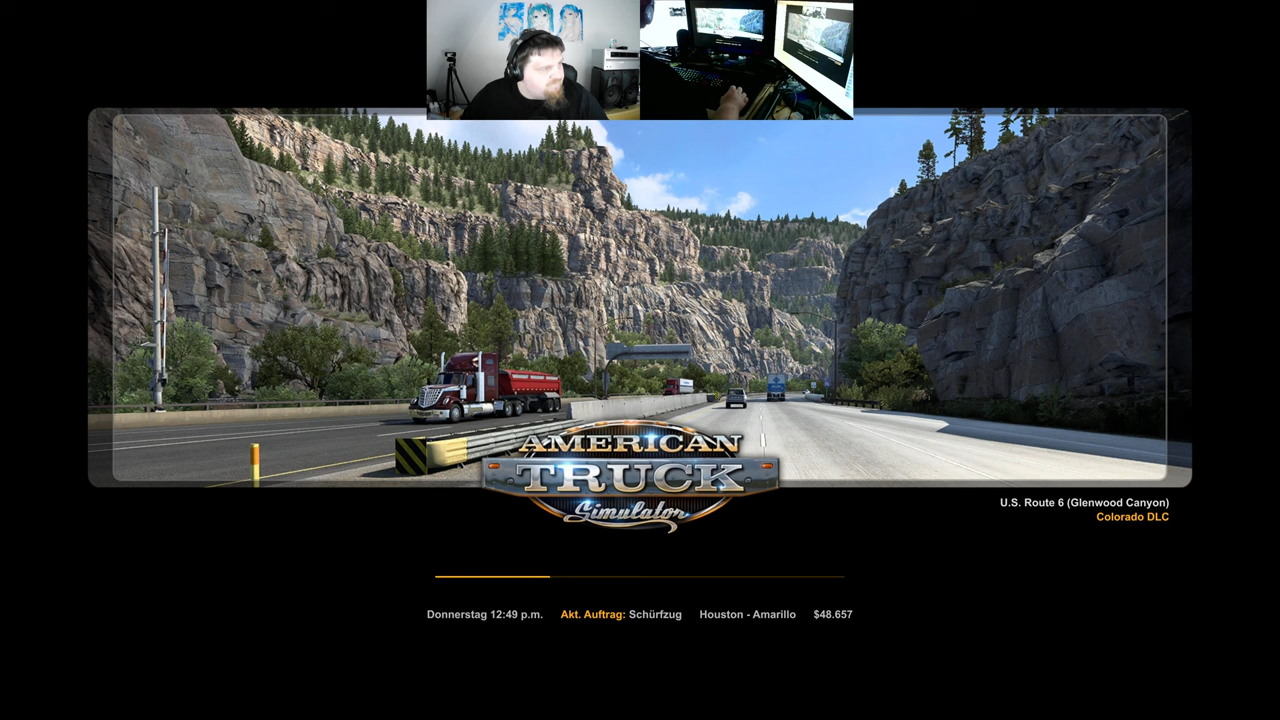 AMERICAN
TRUCK
Simulator
U.S. Route 6 (Glenwood Canyon)
Colorado DLC
Donnerstag 12:49 p.m. Akt. Auftrag: Schürfzug Houston - Amarillo $48.657